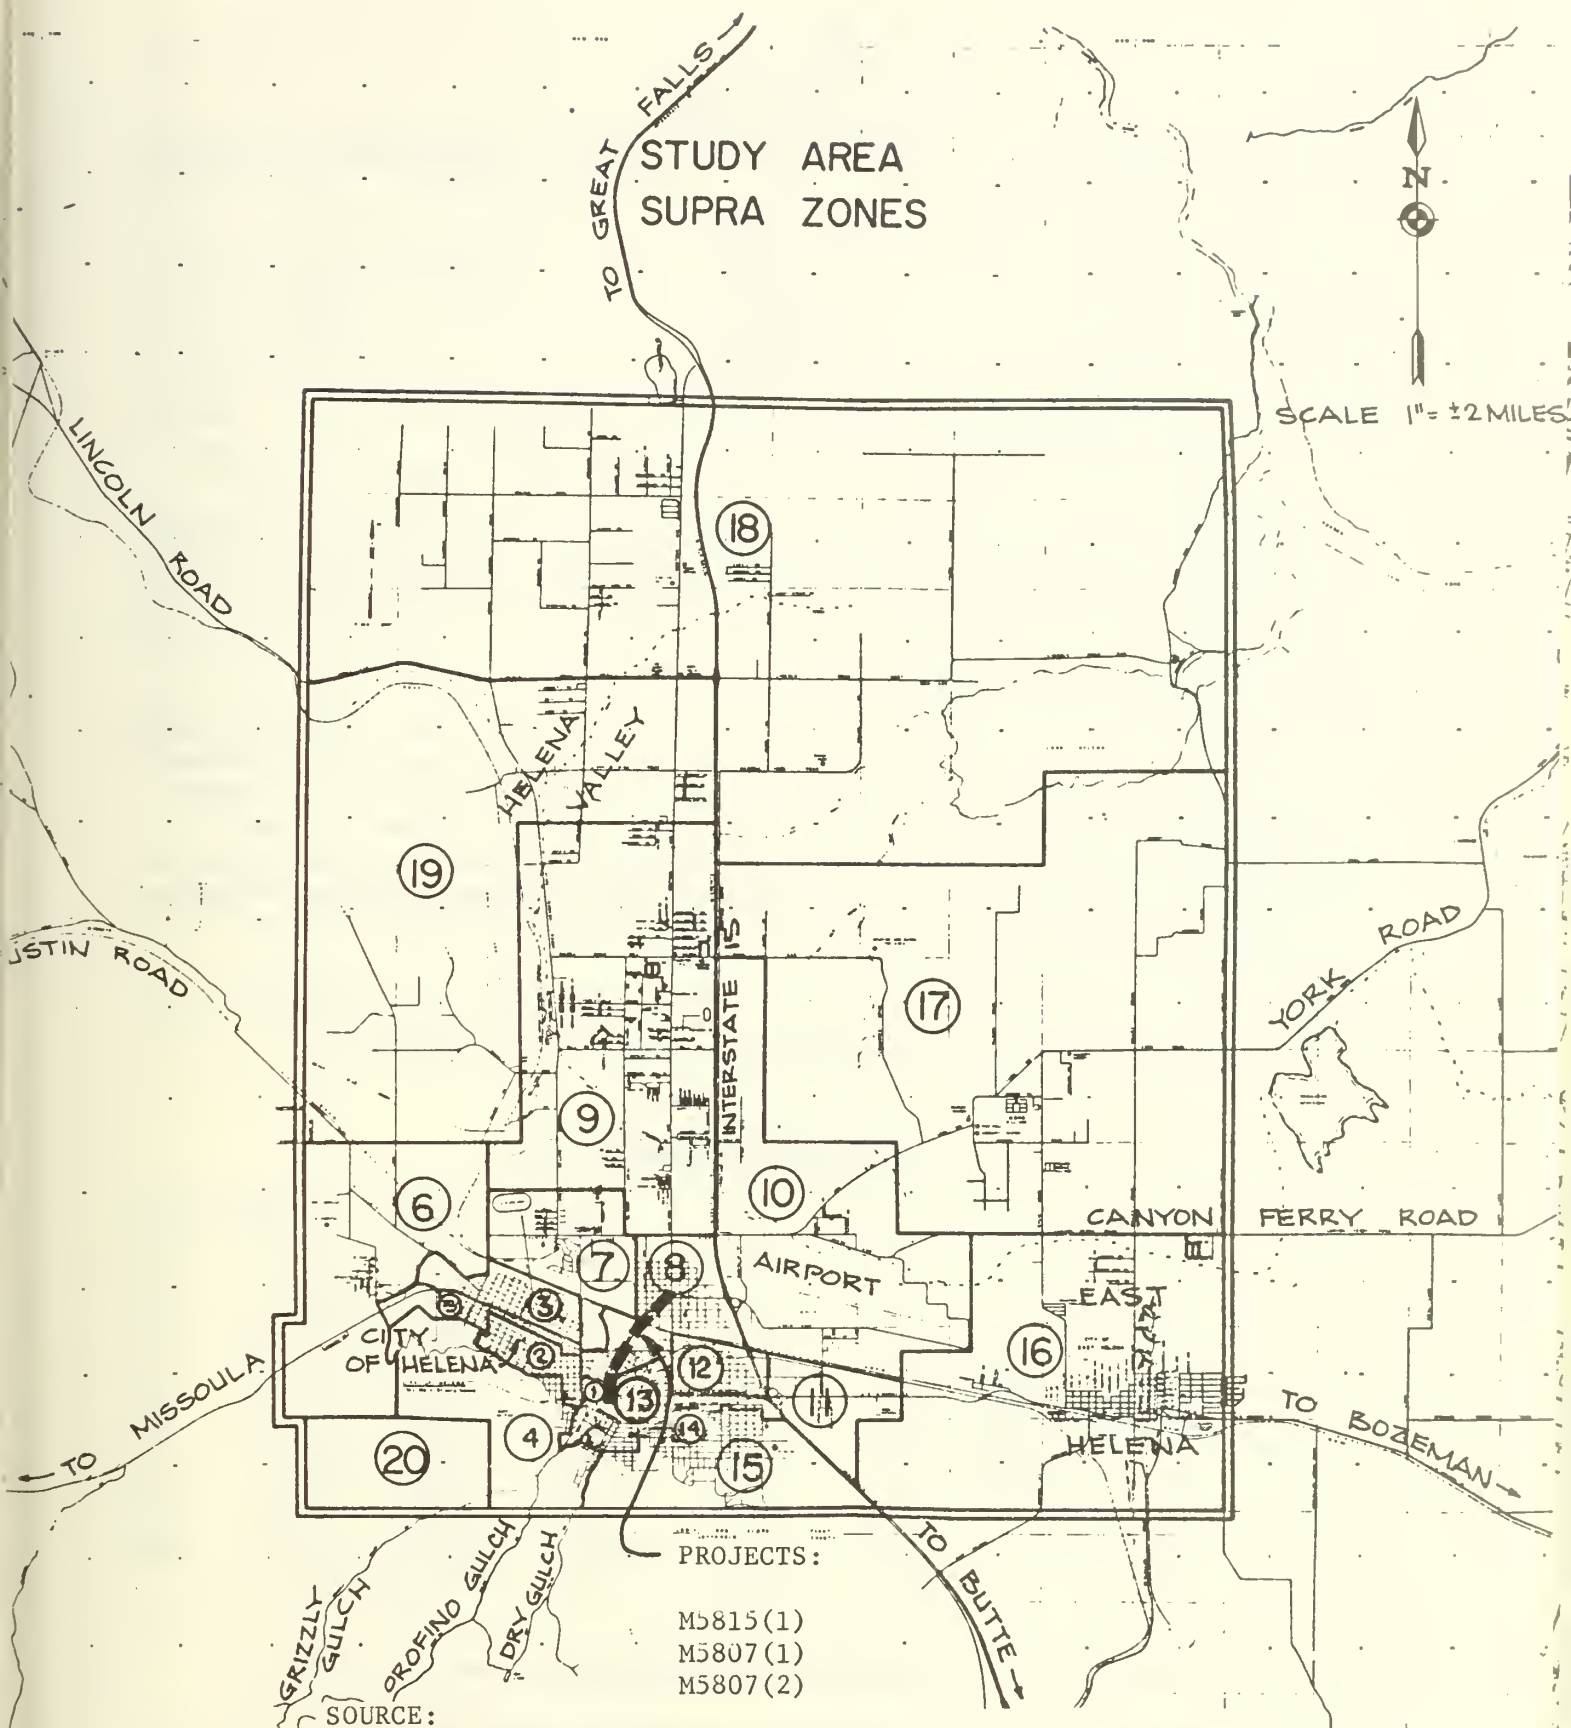 TO GREAT FALLS
STUDY AREA
SUPRA ZONES
N
SCALE 1"= ±2 MILES
LINCOLN ROAD
18
HELENA
VALLEY
19
ROAD
YORK ROAD
INTERSTATE 15
17
9
6
10
CANYON FERRY ROAD
7
8
AIRPORT
EAST
3
CITY
OF HELENA
2
16
12
1
13
11
TO MISSOULA
4
14
TO BOZEMAN
HELENA
20
15
GRIZZLY
GULCH
OROFINO GULCH
DRY GULCH
TO BUTTE
PROJECTS:
M5815(1)
M5807(1)
M5807(2)
SOURCE: